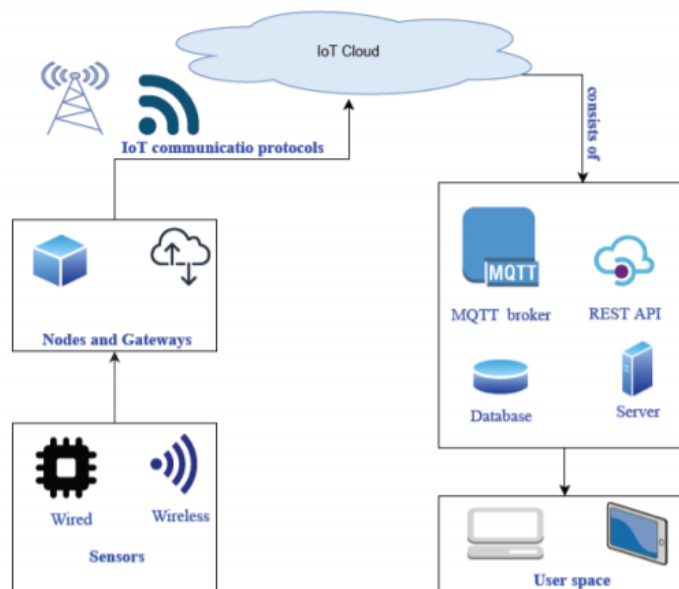 IoT Cloud
IoT communicatio protocols
consists of
Nodes and Gateways
MQTT
MQTT broker
REST API
Database
Server
Wired
Wireless
Sensors
User space